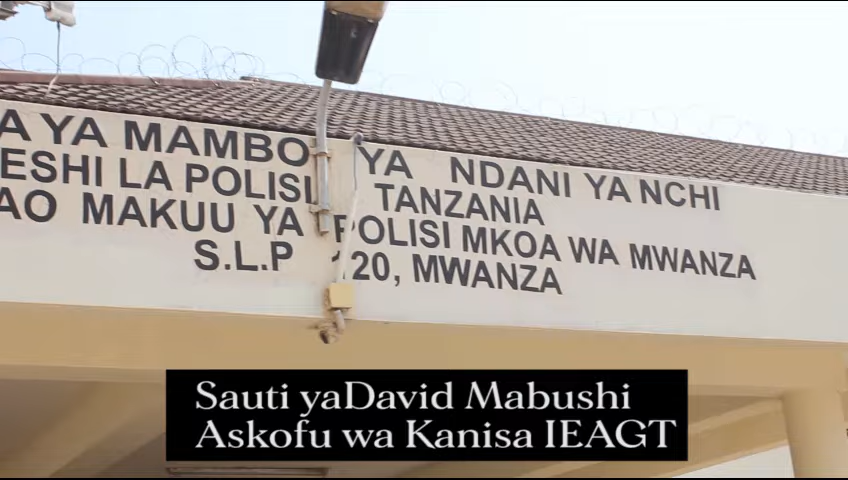 YA MAMBO YA NDANI YA NCHI
ESHI LA POLISI TANZANIA
AO MAKUU YA POLISI MKOA WA MWANZA
S.L.P 120, MWANZA
Sauti yaDavid Mabushi
Askofu wa Kanisa IEAGT